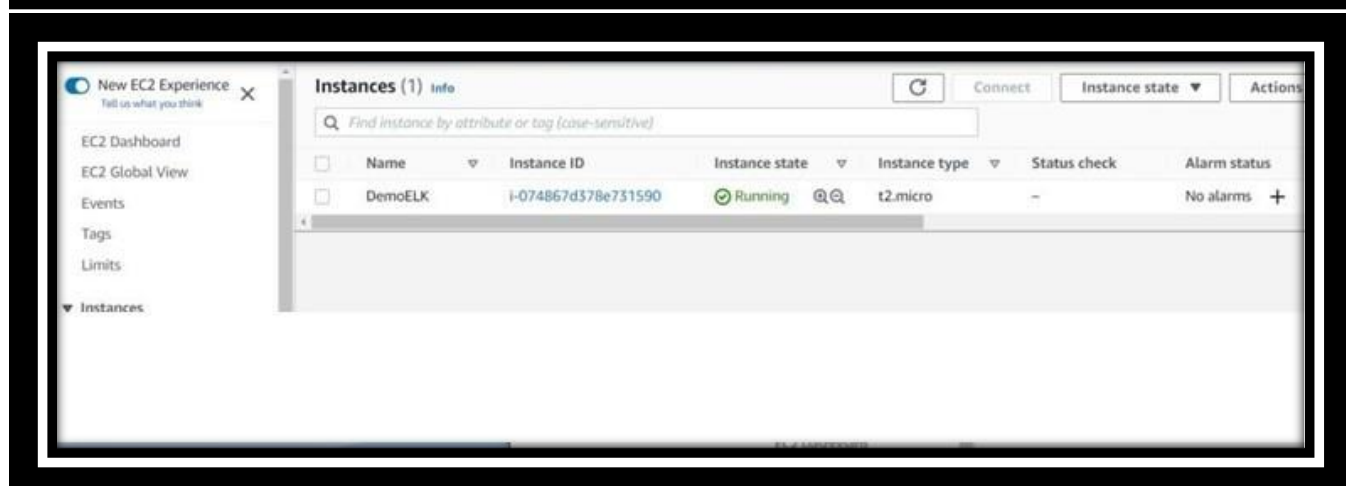 New EC2 Experience
Tell us what you think
EC2 Dashboard
EC2 Global View
Events
Tags
Limits
Instances
Instances (1) Info
Connect
Instance state
Actions
Find instance by attribute or tag (case-sensitive)
Name Instance ID Instance state Instance type Status check Alarm status
DemoELK i-074867d378e731590 Running t2.micro – No alarms +